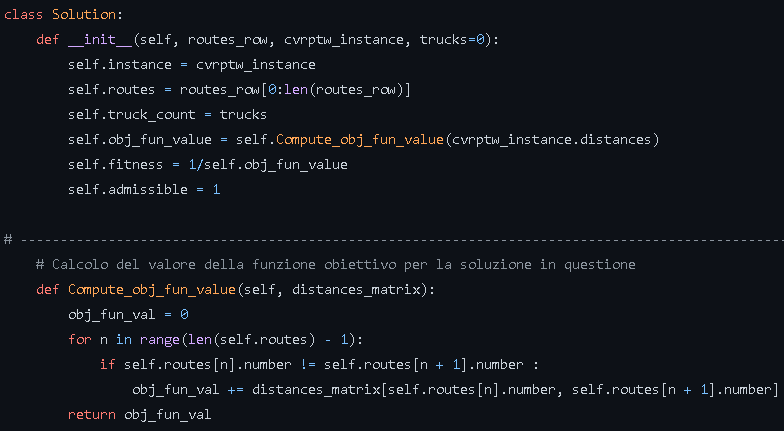 class Solution:
    def __init__(self, routes_row, cvrptw_instance, trucks=0):
        self.instance = cvrptw_instance
        self.routes = routes_row[0:len(routes_row)]
        self.truck_count = trucks
        self.obj_fun_value = self.Compute_obj_fun_value(cvrptw_instance.distances)
        self.fitness = 1/self.obj_fun_value
        self.admissible = 1
# -----------------------------------------------------------------------------------------------
    # Calcolo del valore della funzione obiettivo per la soluzione in questione
    def Compute_obj_fun_value(self, distances_matrix):
        obj_fun_val = 0
        for n in range(len(self.routes) - 1):
            if self.routes[n].number != self.routes[n + 1].number :
                obj_fun_val += distances_matrix[self.routes[n].number, self.routes[n + 1].number]
        return obj_fun_val